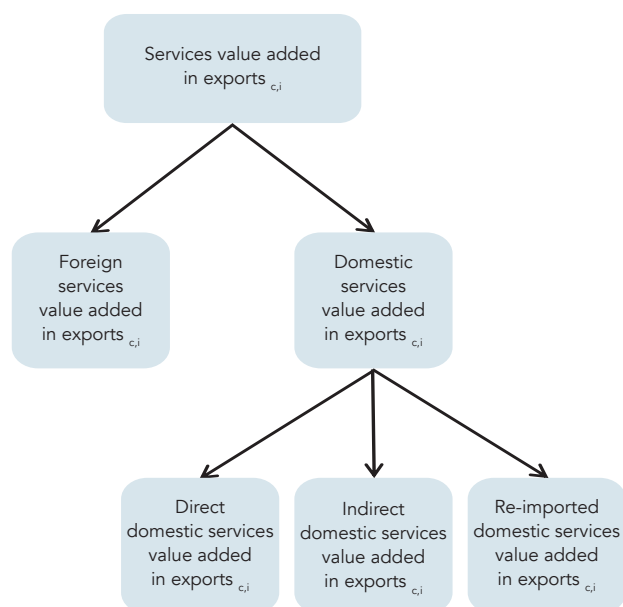 Services value added
in exports c,i
Foreign
services
value added
in exports c,i
Domestic
services
value added
in exports c,i
Direct
domestic services
value added
in exports c,i
Indirect
domestic services
value added
in exports c,i
Re-imported
domestic services
value added
in exports c,i